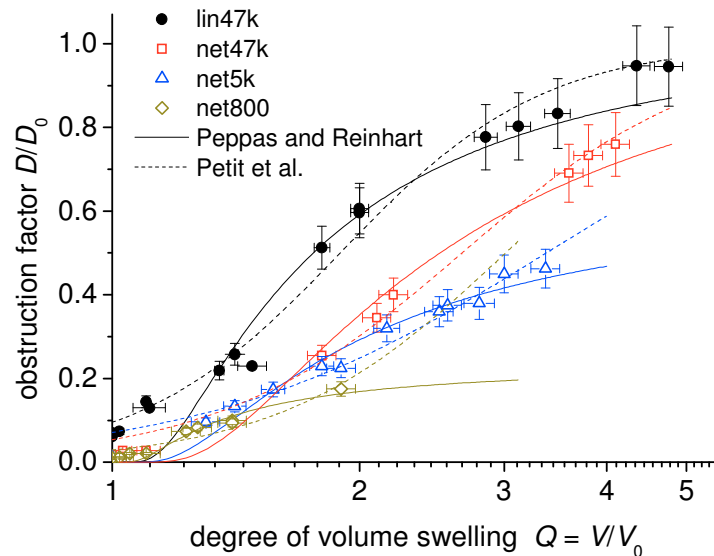 lin47k
net47k
net5k
net800
Peppas and Reinhart
Petit et al.
obstruction factor D/D0
1.0
0.8
0.6
0.4
0.2
0.0
1 2 3 4 5
degree of volume swelling Q = V/V0